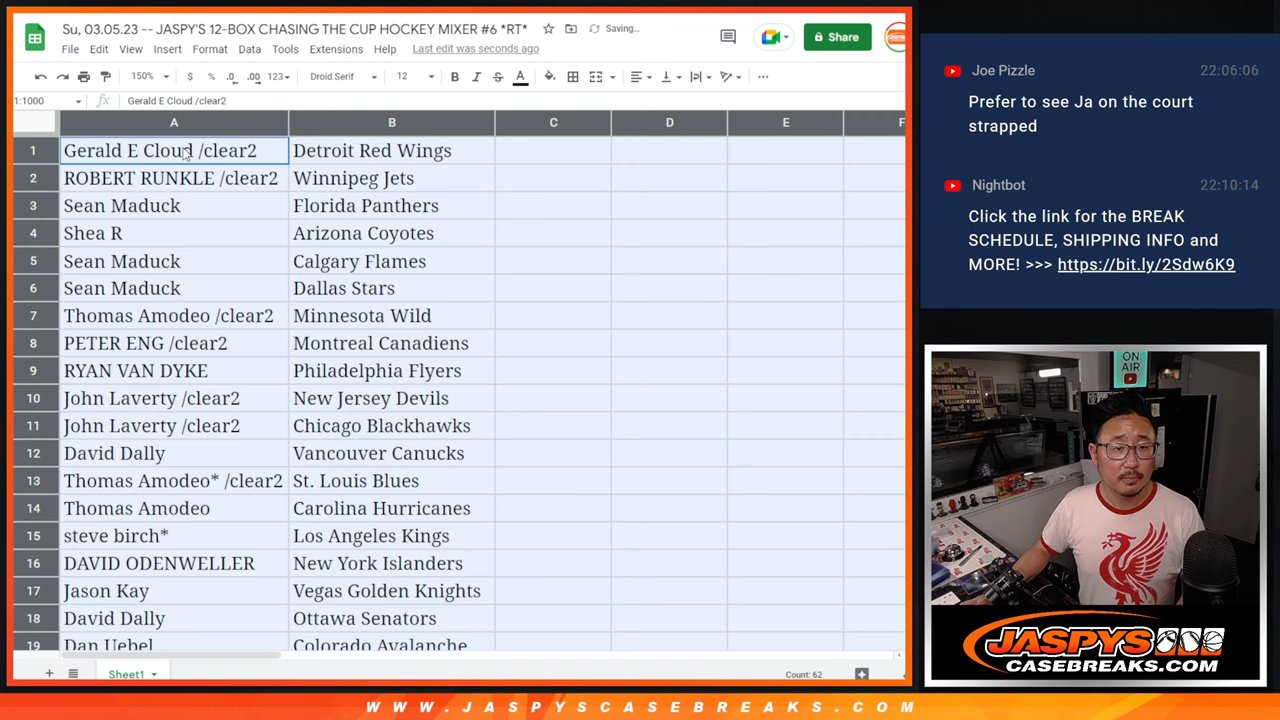 Su, 03.05.23 -- JASPY'S 12-BOX CHASING THE CUP HOCKEY MIXER #6 *RT*
Saving...
Share
File Edit View Insert Format Data Tools Extensions Help Last edit was seconds ago
150% $ % .0 .00 123 Droid Serif 12 B I S A
1:1000 fx Gerald E Cloud /clear2
A B C D E F
1 Gerald E Cloud /clear2 Detroit Red Wings
2 ROBERT RUNKLE /clear2 Winnipeg Jets
3 Sean Maduck Florida Panthers
4 Shea R Arizona Coyotes
5 Sean Maduck Calgary Flames
6 Sean Maduck Dallas Stars
7 Thomas Amodeo /clear2 Minnesota Wild
8 PETER ENG /clear2 Montreal Canadiens
9 RYAN VAN DYKE Philadelphia Flyers
10 John Laverty /clear2 New Jersey Devils
11 John Laverty /clear2 Chicago Blackhawks
12 David Dally Vancouver Canucks
13 Thomas Amodeo* /clear2 St. Louis Blues
14 Thomas Amodeo Carolina Hurricanes
15 steve birch* Los Angeles Kings
16 DAVID ODENWELLER New York Islanders
17 Jason Kay Vegas Golden Knights
18 David Dally Ottawa Senators
19 Dan Uebel Colorado Avalanche
Sheet1
Count: 62
Joe Pizzle 22:06:06
Prefer to see Ja on the court
strapped
Nightbot 22:10:14
Click the link for the BREAK
SCHEDULE, SHIPPING INFO and
MORE! >>> https://bit.ly/2Sdw6K9
ON
AIR
JASPYS
CASEBREAKS.COM
WWW.JASPYSCASEBREAKS.COM